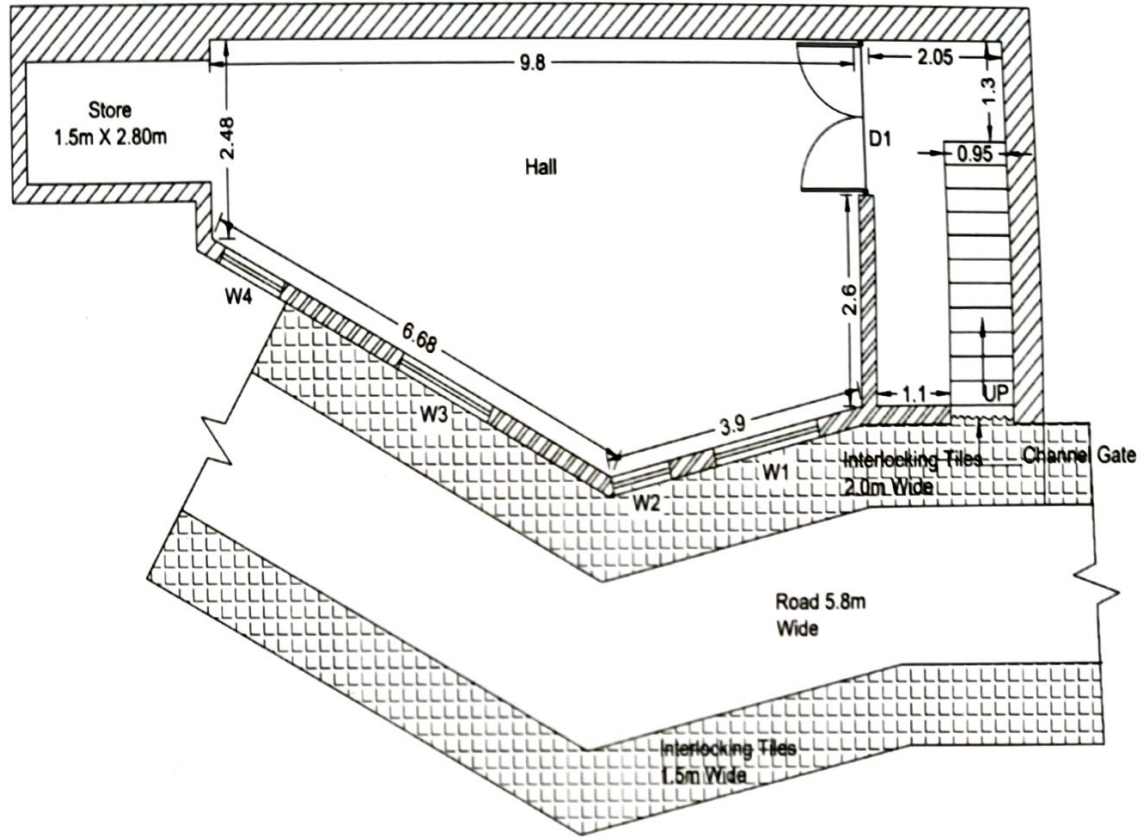 9.8
2.05
Store
1.5m X 2.80m
2.48
Hall
D1
1.3
0.95
W4
6.68
2.6
W3
3.9
1.1
UP
W1
W2
Interlocking Tiles
2.0m Wide
Channel Gate
Road 5.8m
Wide
Interlocking Tiles
1.5m Wide